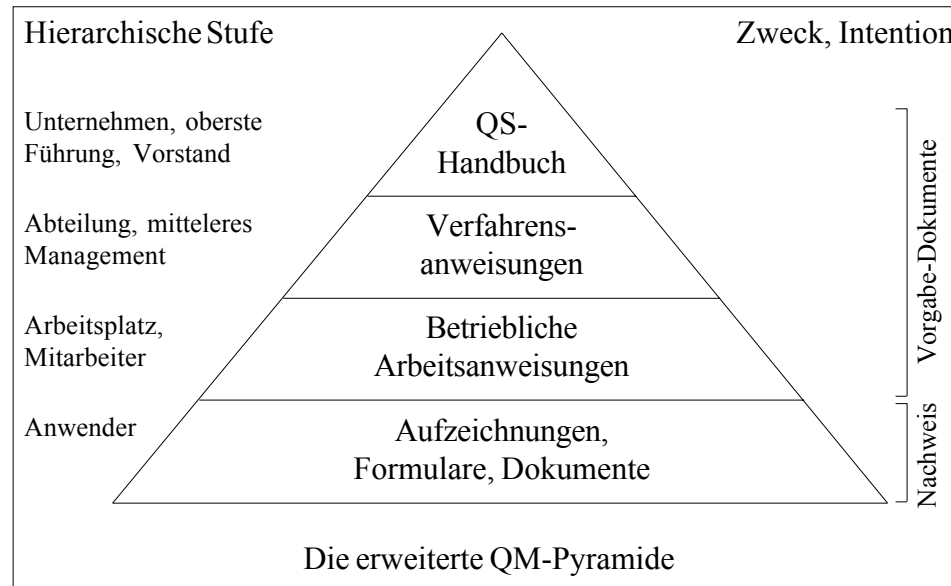 Hierarchische Stufe
Zweck, Intention
Unternehmen, oberste
Führung, Vorstand
QS-
Handbuch
Abteilung, mitteleres
Management
Verfahrens-
anweisungen
Arbeitsplatz,
Mitarbeiter
Betriebliche
Arbeitsanweisungen
Vorgabe-Dokumente
Anwender
Aufzeichnungen,
Formulare, Dokumente
Nachweis
Die erweiterte QM-Pyramide